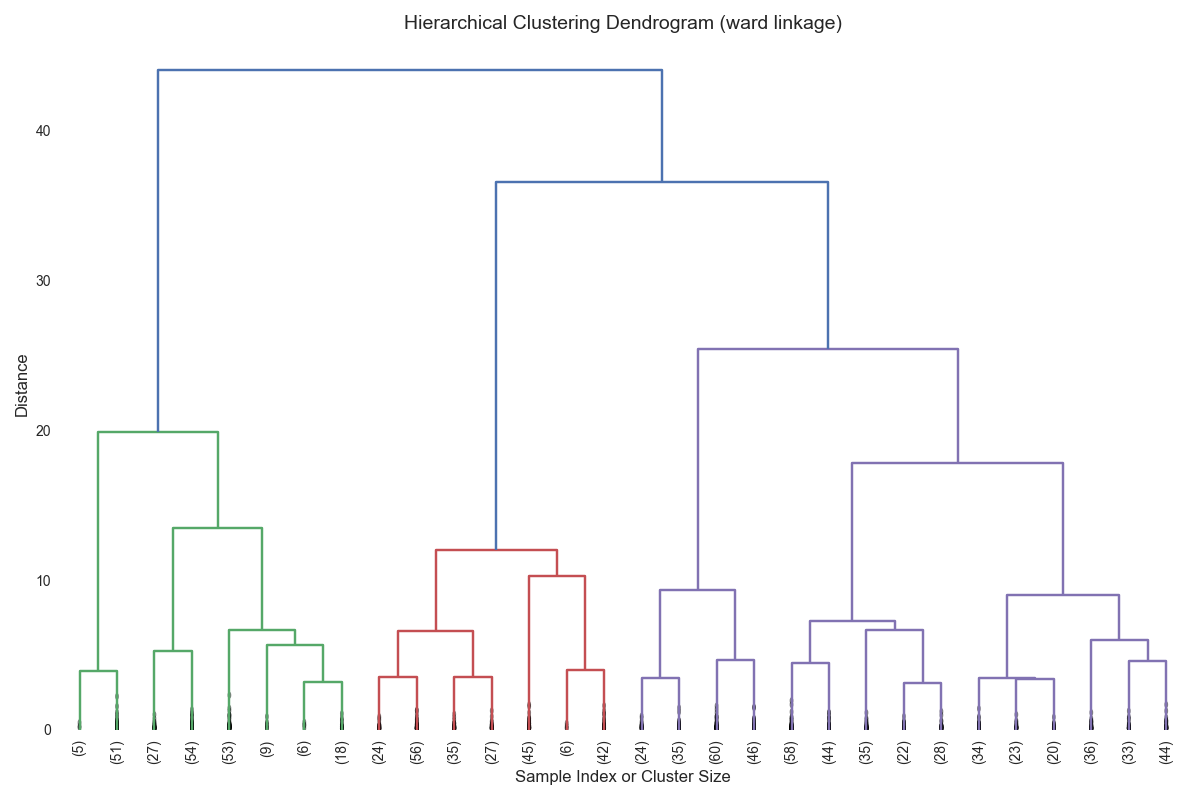 Hierarchical Clustering Dendrogram (ward linkage)
40
30
20
10
0
Distance
(5) (51) (27) (54) (53) (9) (6) (18) (24) (56) (35) (27) (45) (6) (42) (24) (35) (60) (46) (58) (44) (35) (22) (28) (34) (23) (20) (36) (33) (44)
Sample Index or Cluster Size